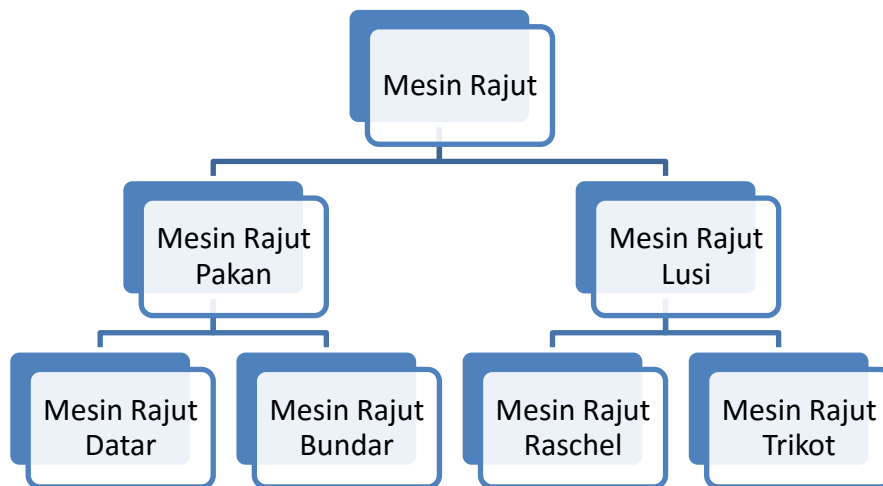 Mesin Rajut
Mesin Rajut
Pakan
Mesin Rajut
Lusi
Mesin Rajut
Datar
Mesin Rajut
Bundar
Mesin Rajut
Raschel
Mesin Rajut
Trikot